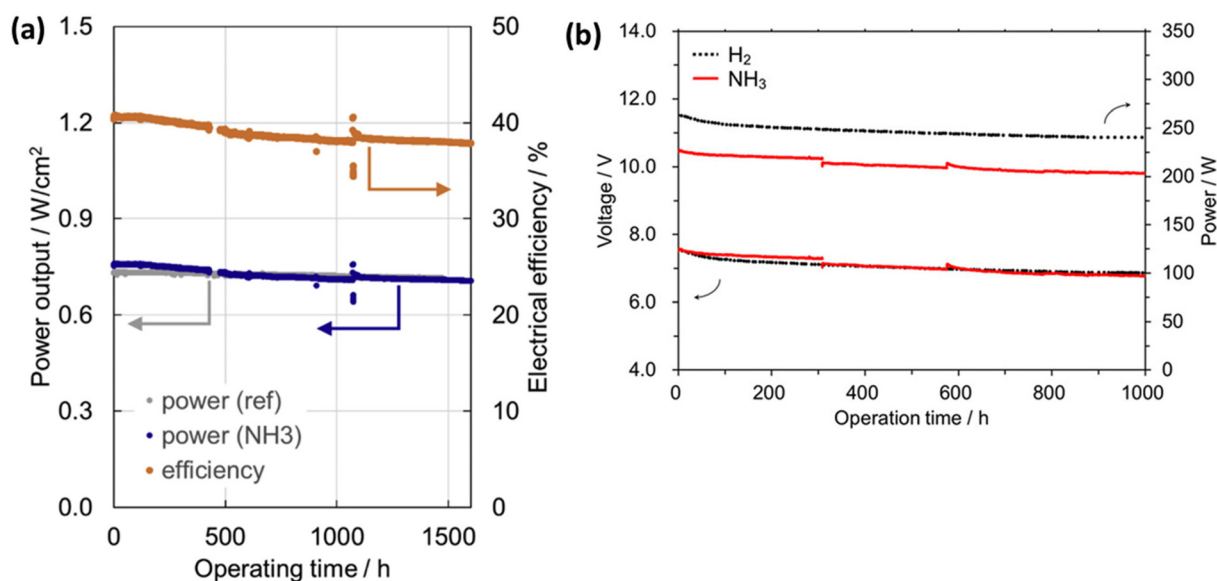 (a)
1.5
1.2
0.9
0.6
0.3
0.0
Power output / W/cm²
50
40
30
20
10
0
Electrical efficiency / %
power (ref)
power (NH3)
efficiency
0 500 1000 1500
Operating time / h
(b)
14.0
12.0
10.0
8.0
6.0
4.0
Voltage / V
H₂
NH₃
350
300
250
200
150
100
50
0
Power / W
0 200 400 600 800 1000
Operation time / h